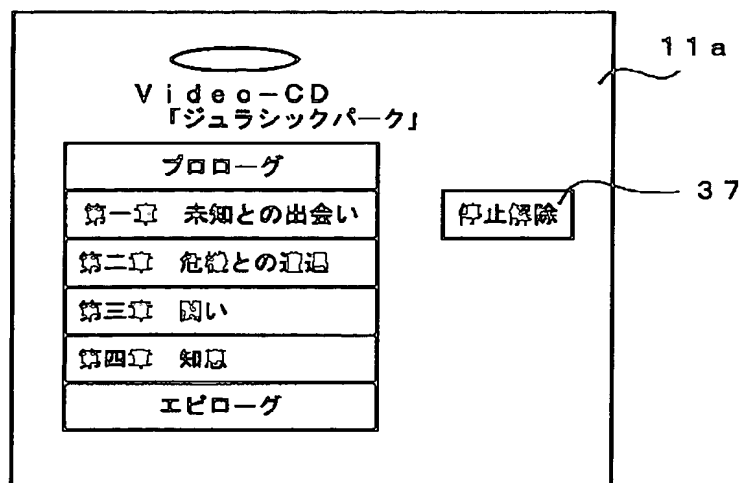 11a
Video-CD
「ジュラシックパーク」
プロローグ
第一章 未知との出会い
停止解除
37
第二章 危機との遭遇
第三章 闘い
第四章 知恵
エピローグ